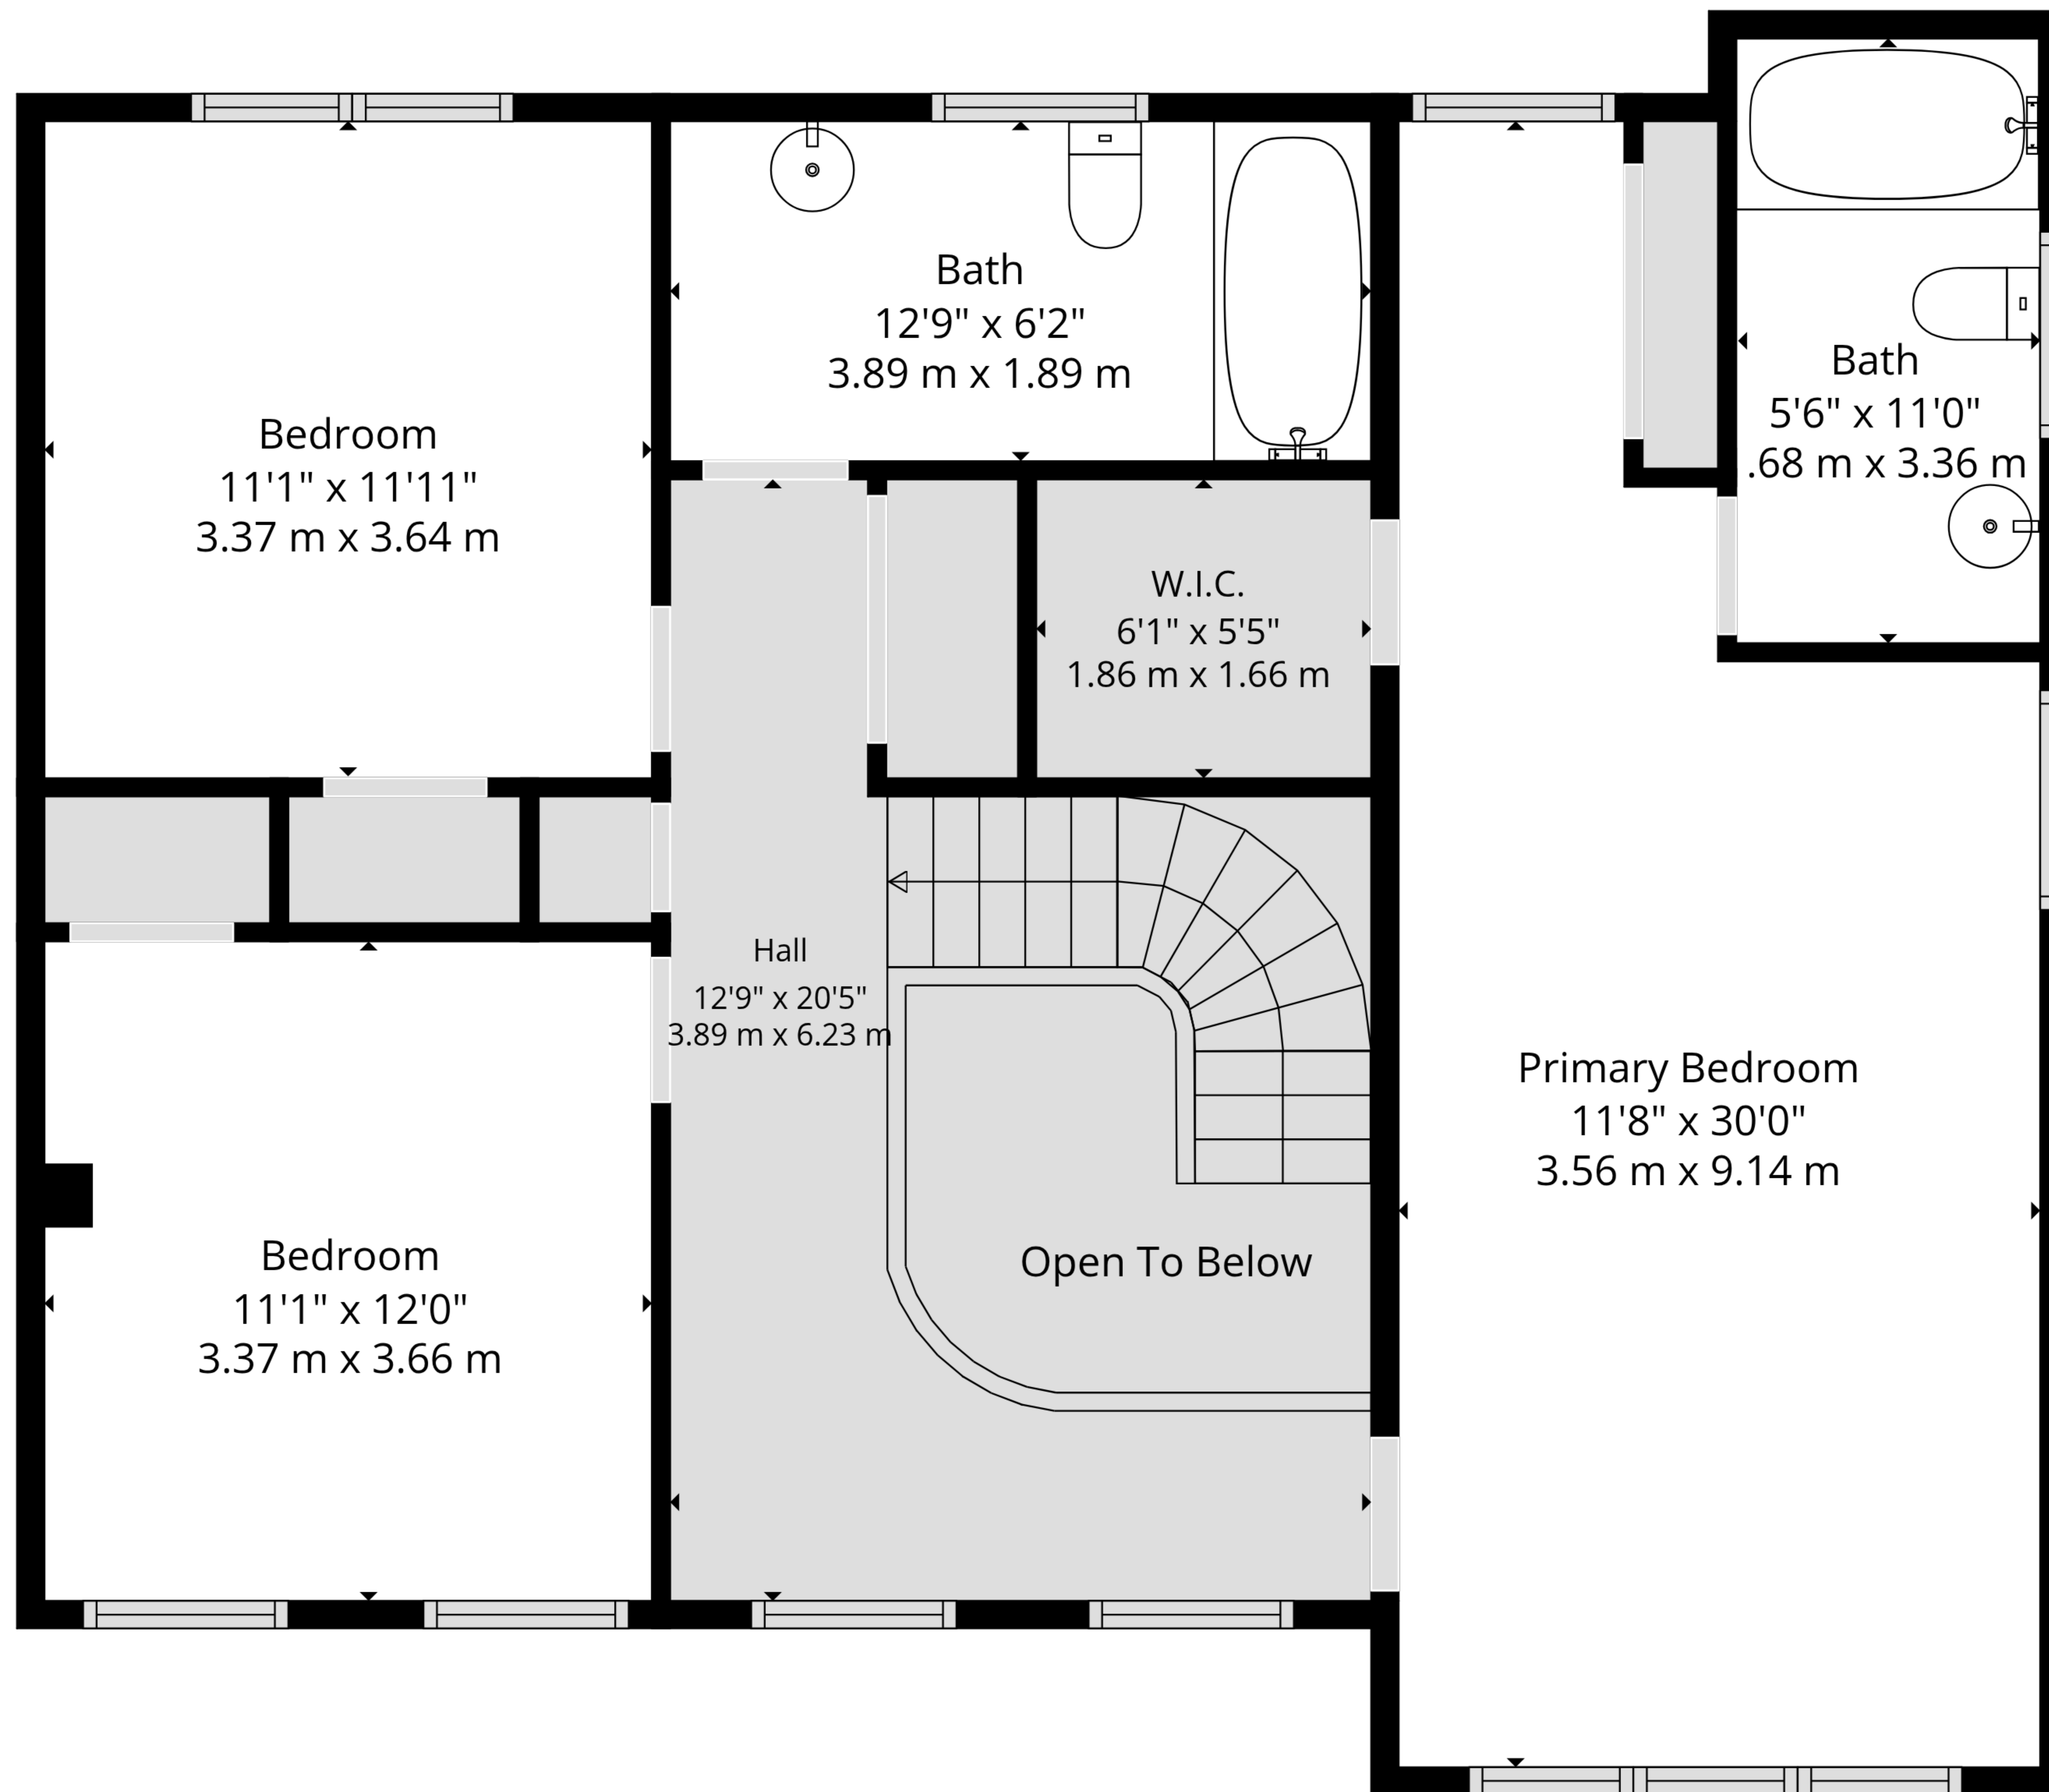 Bath
12'9" x 6'2"
3.89 m x 1.89 m
Bath
5'6" x 11'0"
.68 m x 3.36 m
Bedroom
11'1" x 11'11"
3.37 m x 3.64 m
W.I.C.
6'1" x 5'5"
1.86 m x 1.66 m
Hall
12'9" x 20'5"
3.89 m x 6.23 m
Primary Bedroom
11'8" x 30'0"
3.56 m x 9.14 m
Open To Below
Bedroom
11'1" x 12'0"
3.37 m x 3.66 m